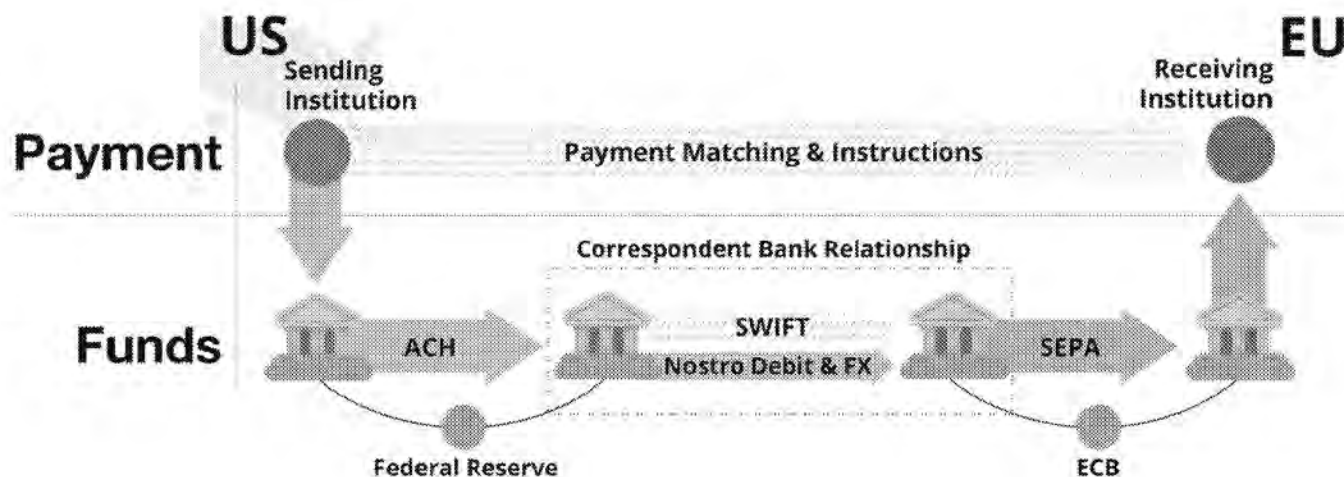 US
EU
Sending
Institution
Receiving
Institution
Payment
Payment Matching & Instructions
Correspondent Bank Relationship
Funds
ACH
SWIFT
Nostro Debit & FX
SEPA
Federal Reserve
ECB